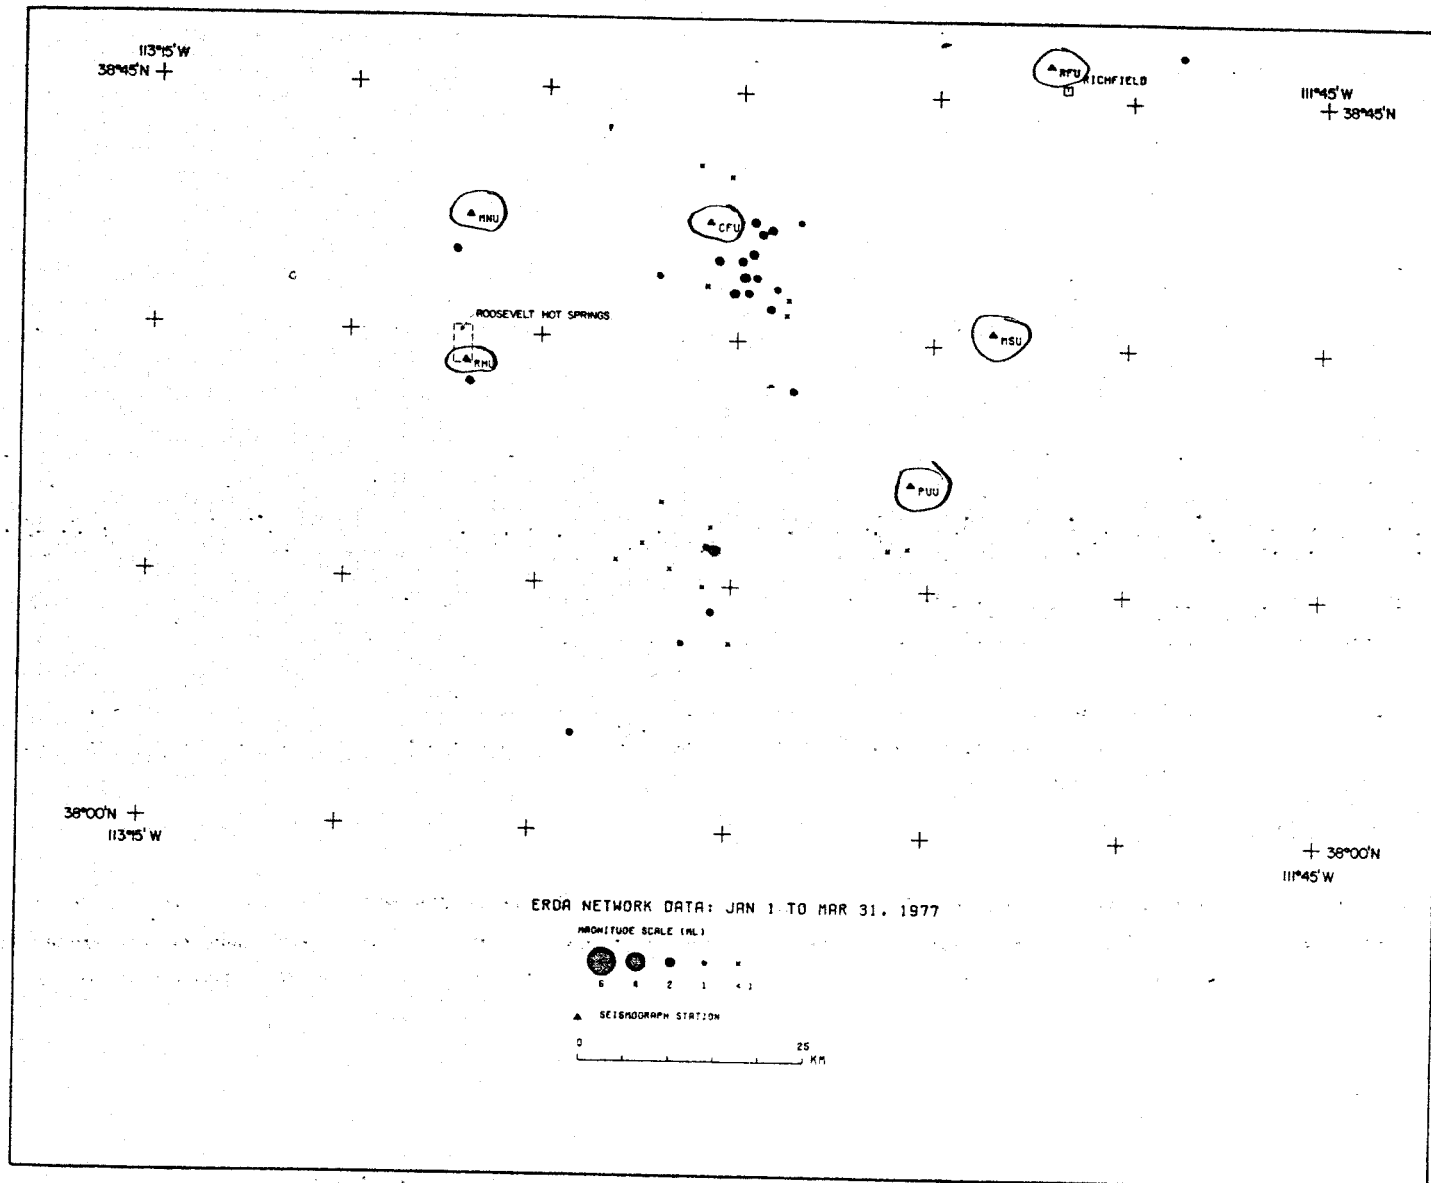 113°15'W
38°45'N
RFU
RICHFIELD
111°45'W
38°45'N
MNU
CFU
ROOSEVELT HOT SPRINGS
RMU
MSU
PUU
38°00'N
113°15'W
38°00'N
111°45'W
ERDA NETWORK DATA: JAN 1 TO MAR 31, 1977
MAGNITUDE SCALE (ML)
6 4 2 1 <1
SEISMOGRAPH STATION
0 25
KM